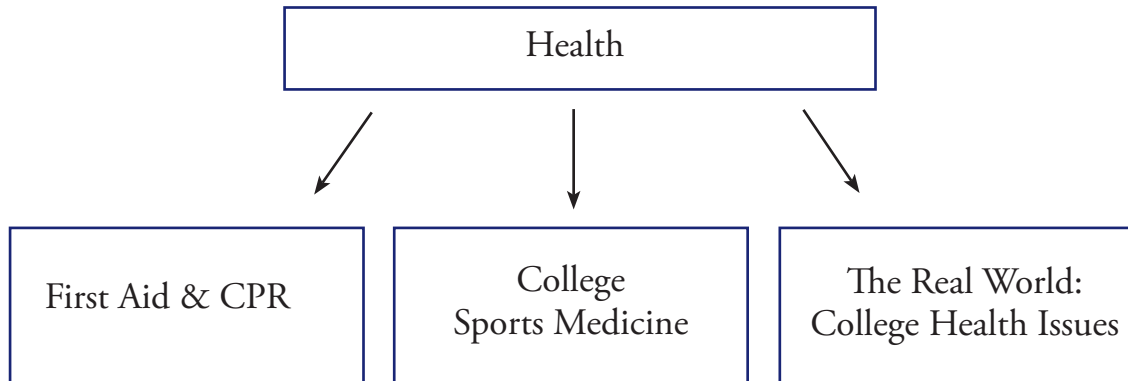 Health
First Aid & CPR
College
Sports Medicine
The Real World:
College Health Issues